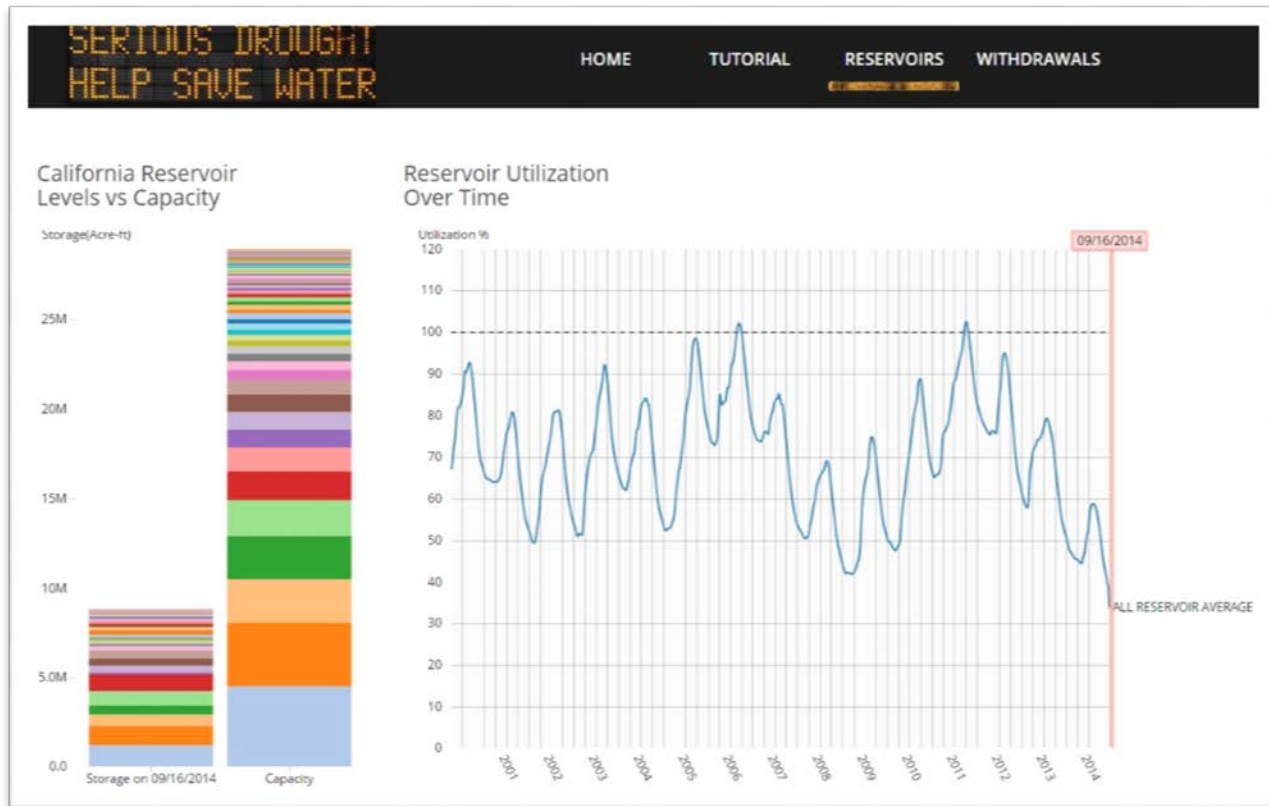 SERIOUS DROUGHT
HELP SAVE WATER
HOME TUTORIAL RESERVOIRS WITHDRAWALS
California Reservoir
Levels vs Capacity
Storage(Acre-ft)
25M
20M
15M
10M
5.0M
0.0
Storage on 09/16/2014 Capacity
Reservoir Utilization
Over Time
Utilization %
09/16/2014
120
110
100
90
80
70
60
50
40
30
20
10
0
ALL RESERVOIR AVERAGE
2001 2002 2003 2004 2005 2006 2007 2008 2009 2010 2011 2012 2013 2014